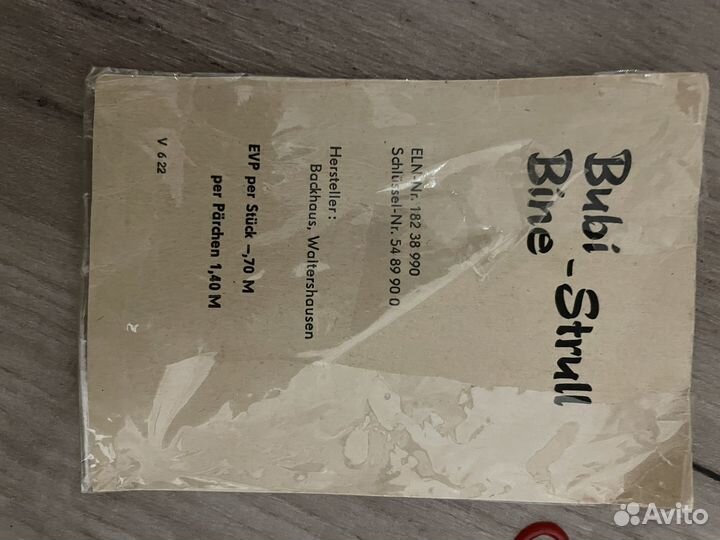 Bubi
Bine -Strull
ELN-Nr. 182 38 990
Schlüssel-Nr. 54 89 90 0
Hersteller:
Backhaus, Waltershausen
EVP per Stück -,70 M
per Pärchen 1,40 M
V 6 22
Avito